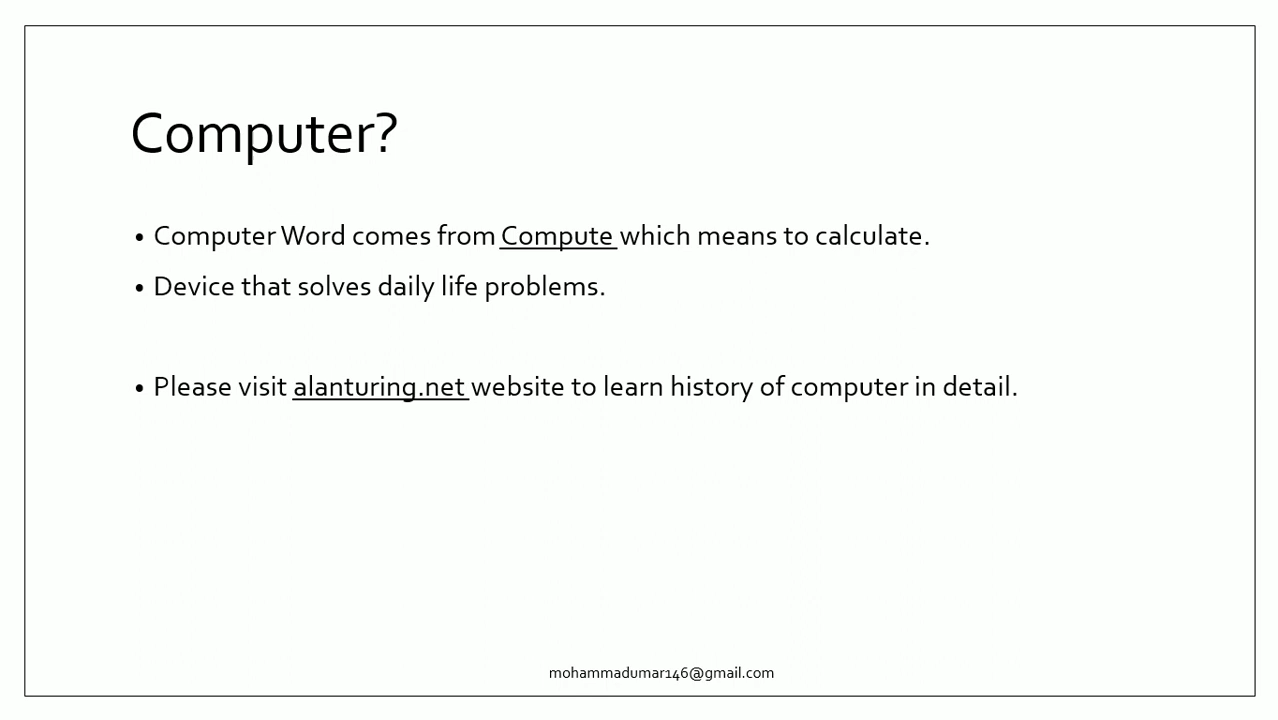 Computer?
• Computer Word comes from Compute which means to calculate.
• Device that solves daily life problems.
• Please visit alanturing.net website to learn history of computer in detail.
mohammadumar146@gmail.com